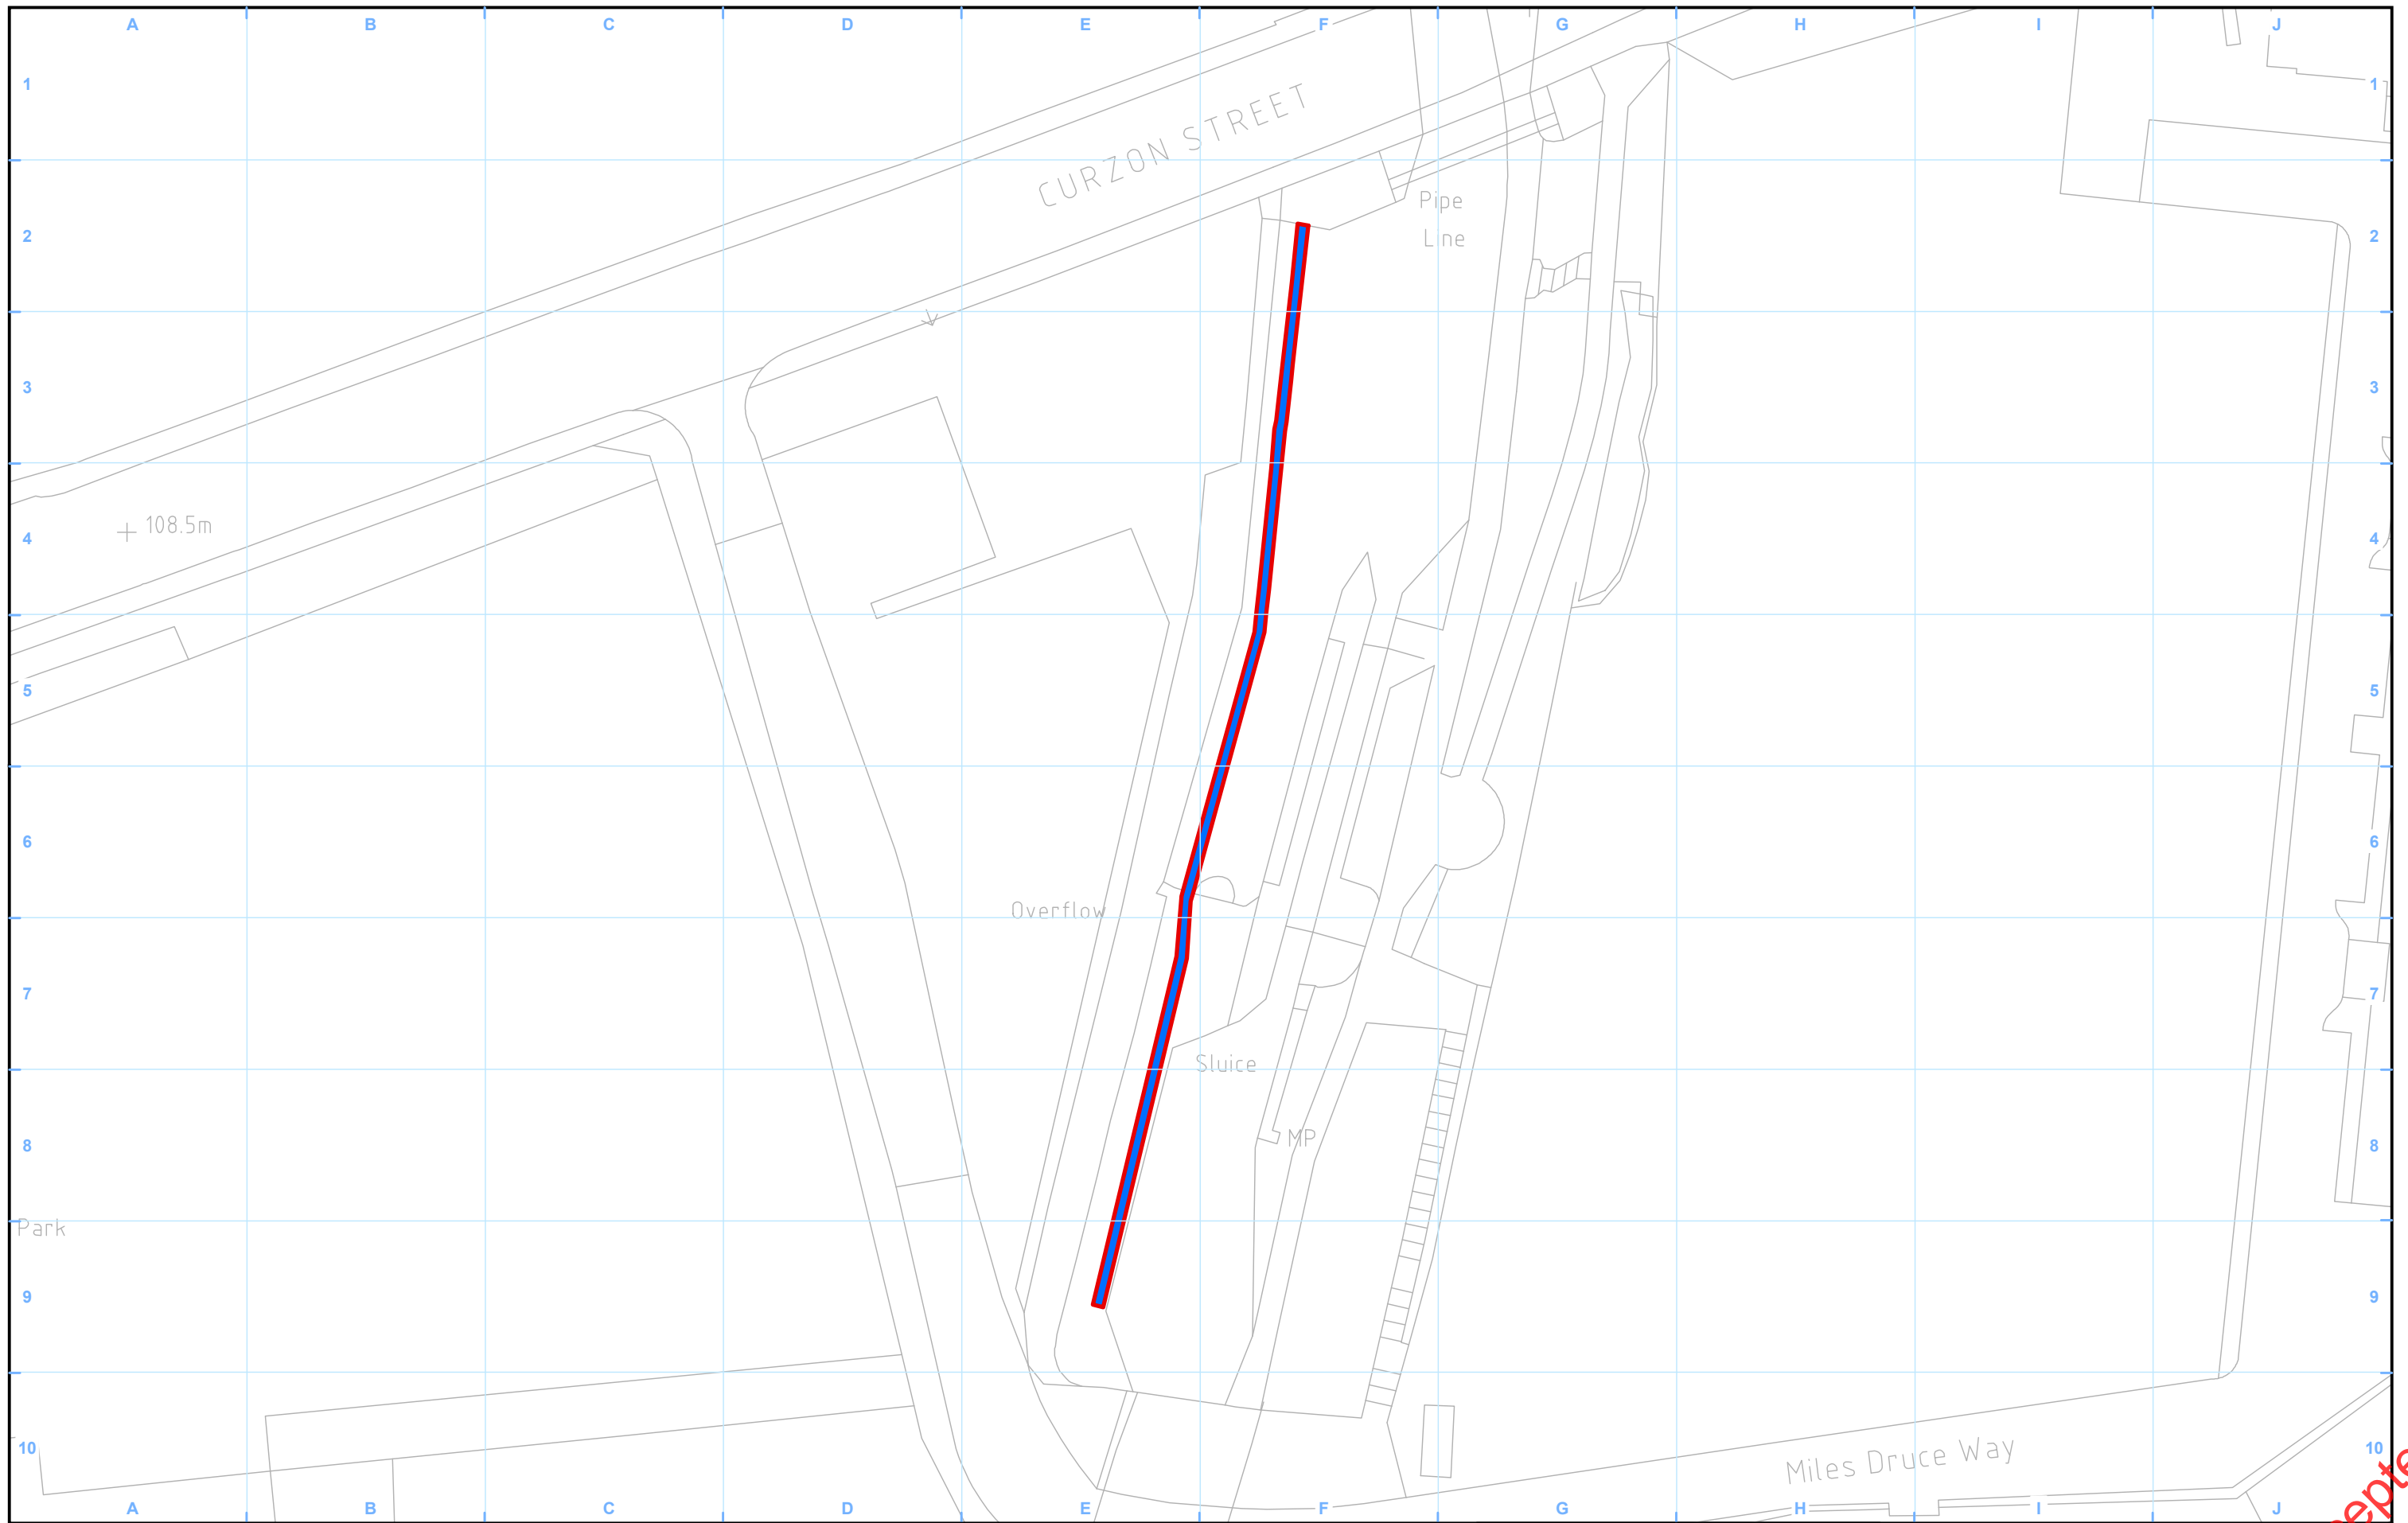 A B C D E F G H I J
1 1
CURZON STREET
Pipe
2 2
Line
3 3
108.5m
4 4
5 5
6 6
Overflow
7 7
Sluice
MP
8 8
Park
9 9
10 10
Miles Druce Way
A B C D E F G H I J